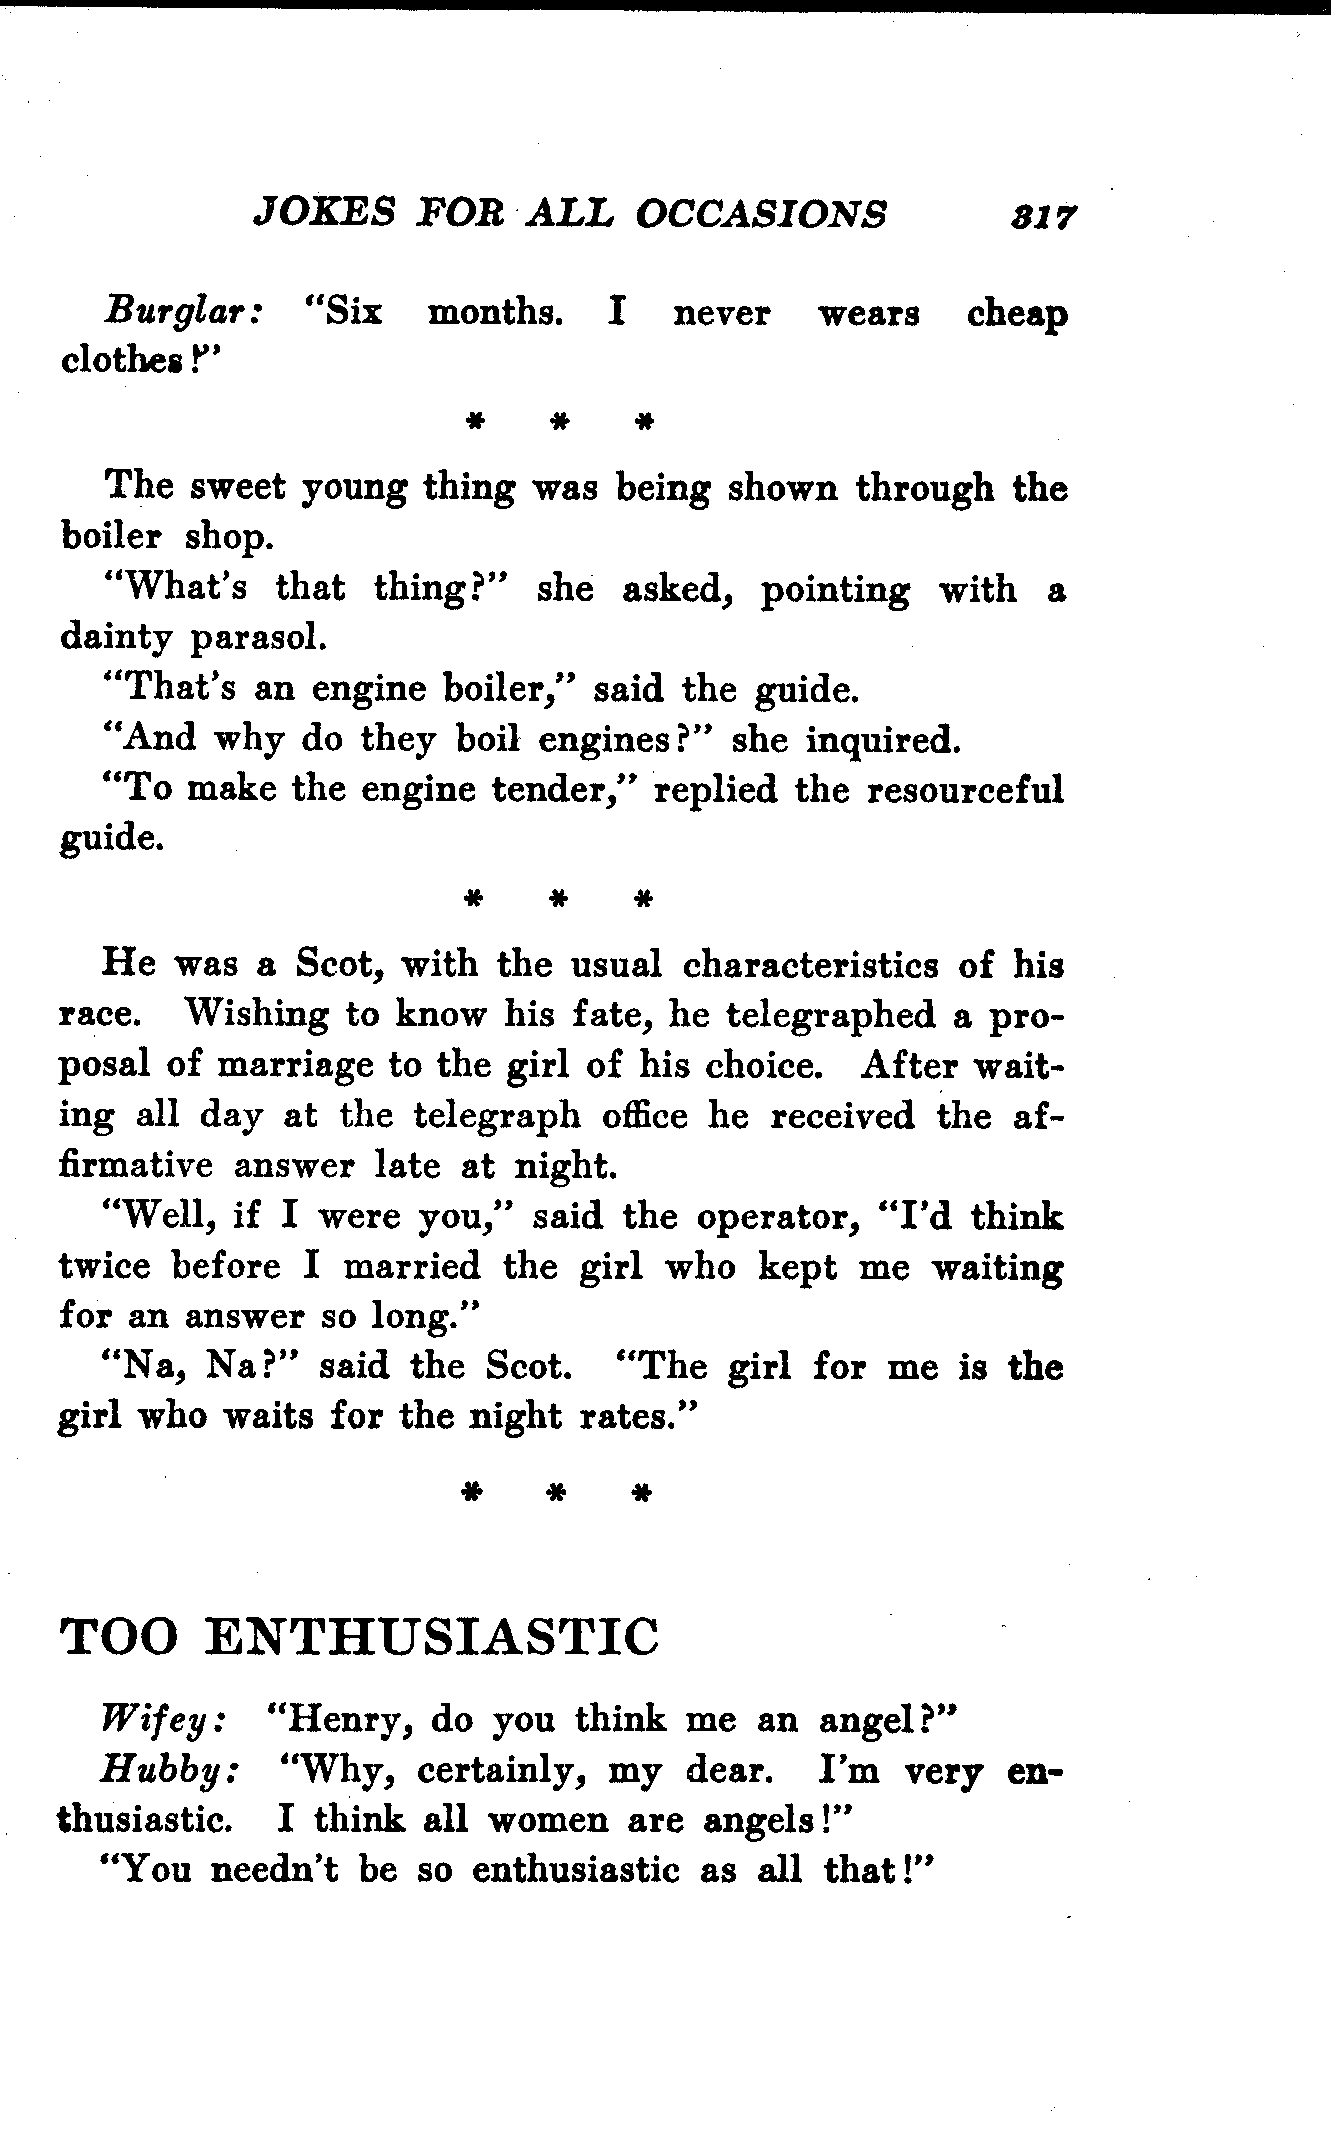 JOKES FOR ALL OCCASIONS 317
Burglar: "Six months. I never wears cheap
clothes!"
* * *
The sweet young thing was being shown through the
boiler shop.
"What's that thing?" she asked, pointing with a
dainty parasol.
"That's an engine boiler," said the guide.
"And why do they boil engines?" she inquired.
"To make the engine tender," replied the resourceful
guide.
* * *
He was a Scot, with the usual characteristics of his
race. Wishing to know his fate, he telegraphed a pro-
posal of marriage to the girl of his choice. After wait-
ing all day at the telegraph office he received the af-
firmative answer late at night.
"Well, if I were you," said the operator, "I'd think
twice before I married the girl who kept me waiting
for an answer so long."
"Na, Na?" said the Scot. "The girl for me is the
girl who waits for the night rates."
* * *
TOO ENTHUSIASTIC
Wifey: "Henry, do you think me an angel?"
Hubby: "Why, certainly, my dear. I'm very en-
thusiastic. I think all women are angels!"
"You needn't be so enthusiastic as all that!"